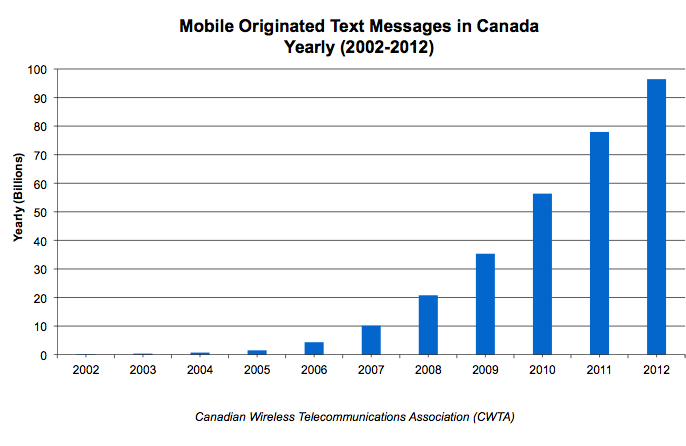 Mobile Originated Text Messages in Canada
Yearly (2002-2012)
100
90
80
70
60
50
40
30
20
10
0
Yearly (Billions)
2002 2003 2004 2005 2006 2007 2008 2009 2010 2011 2012
Canadian Wireless Telecommunications Association (CWTA)